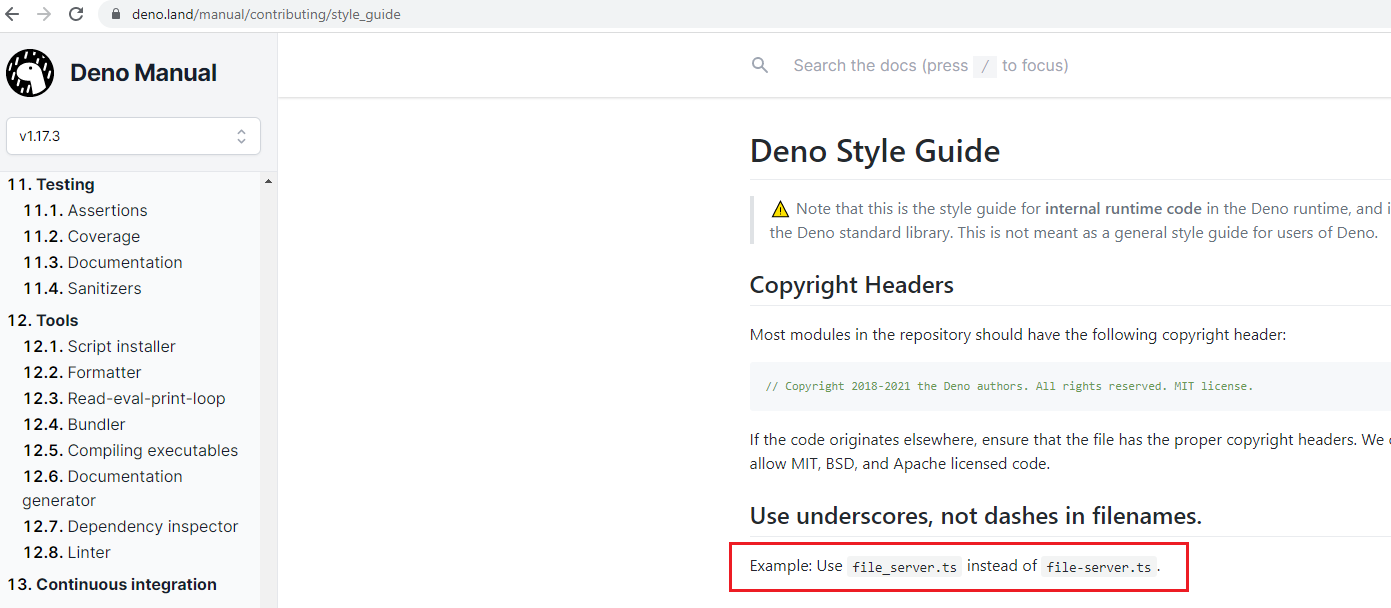 deno.land/manual/contributing/style_guide
Deno Manual
v1.17.3
11. Testing
11.1. Assertions
11.2. Coverage
11.3. Documentation
11.4. Sanitizers
12. Tools
12.1. Script installer
12.2. Formatter
12.3. Read-eval-print-loop
12.4. Bundler
12.5. Compiling executables
12.6. Documentation
generator
12.7. Dependency inspector
12.8. Linter
13. Continuous integration
Search the docs (press / to focus)
Deno Style Guide
⚠️ Note that this is the style guide for internal runtime code in the Deno runtime, and i
the Deno standard library. This is not meant as a general style guide for users of Deno.
Copyright Headers
Most modules in the repository should have the following copyright header:
// Copyright 2018-2021 the Deno authors. All rights reserved. MIT license.
If the code originates elsewhere, ensure that the file has the proper copyright headers. We
allow MIT, BSD, and Apache licensed code.
Use underscores, not dashes in filenames.
Example: Use file_server.ts instead of file-server.ts.